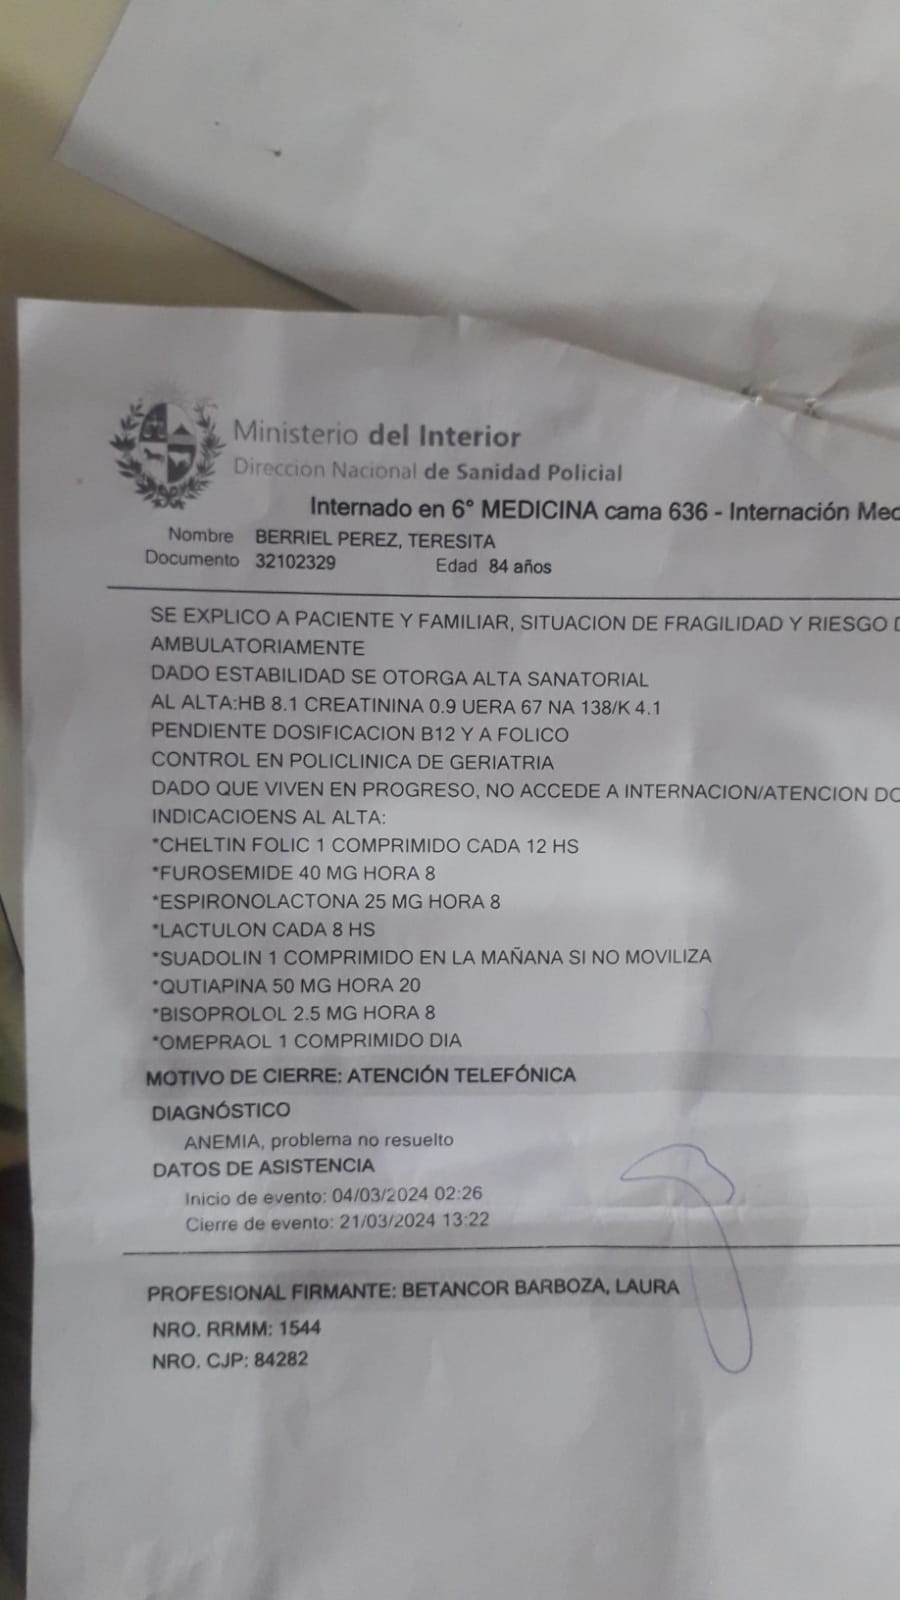 Ministerio del Interior
Dirección Nacional de Sanidad Policial
Internado en 6° MEDICINA cama 636 - Internación Med
Nombre BERRIEL PEREZ, TERESITA
Documento 32102329 Edad 84 años
SE EXPLICO A PACIENTE Y FAMILIAR, SITUACION DE FRAGILIDAD Y RIESGO D
AMBULATORIAMENTE
DADO ESTABILIDAD SE OTORGA ALTA SANATORIAL
AL ALTA:HB 8.1 CREATININA 0.9 UERA 67 NA 138/K 4.1
PENDIENTE DOSIFICACION B12 Y A FOLICO
CONTROL EN POLICLINICA DE GERIATRIA
DADO QUE VIVEN EN PROGRESO, NO ACCEDE A INTERNACION/ATENCION DO
INDICACIOENS AL ALTA:
*CHELTIN FOLIC 1 COMPRIMIDO CADA 12 HS
*FUROSEMIDE 40 MG HORA 8
*ESPIRONOLACTONA 25 MG HORA 8
*LACTULON CADA 8 HS
*SUADOLIN 1 COMPRIMIDO EN LA MAÑANA SI NO MOVILIZA
*QUTIAPINA 50 MG HORA 20
*BISOPROLOL 2.5 MG HORA 8
*OMEPRAOL 1 COMPRIMIDO DIA
MOTIVO DE CIERRE: ATENCIÓN TELEFÓNICA
DIAGNÓSTICO
ANEMIA, problema no resuelto
DATOS DE ASISTENCIA
Inicio de evento: 04/03/2024 02:26
Cierre de evento: 21/03/2024 13:22
PROFESIONAL FIRMANTE: BETANCOR BARBOZA, LAURA
NRO. RRMM: 1544
NRO. CJP: 84282